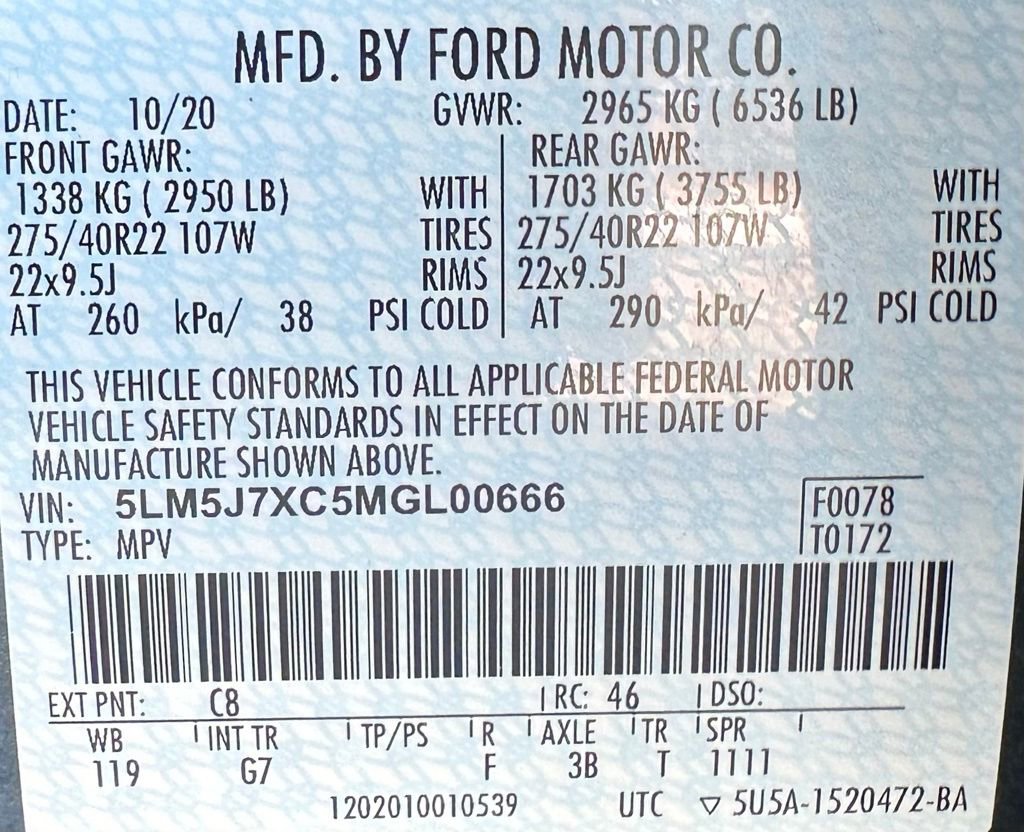 MFD. BY FORD MOTOR CO.
DATE: 10/20 GVWR: 2965 KG ( 6536 LB)
FRONT GAWR: REAR GAWR:
1338 KG ( 2950 LB) WITH 1703 KG ( 3755 LB) WITH
275/40R22 107W TIRES 275/40R22 107W TIRES
22x9.5J RIMS 22x9.5J RIMS
AT 260 kPa/ 38 PSI COLD AT 290 kPa/ 42 PSI COLD
THIS VEHICLE CONFORMS TO ALL APPLICABLE FEDERAL MOTOR
VEHICLE SAFETY STANDARDS IN EFFECT ON THE DATE OF
MANUFACTURE SHOWN ABOVE.
VIN: 5LM5J7XC5MGL00666 F0078
TYPE: MPV T0172
EXT PNT: C8 RC: 46 DSO:
WB INT TR TP/PS R AXLE TR SPR
119 G7 F 3B T 1111
1202010010539 UTC ▽ 5U5A-1520472-BA